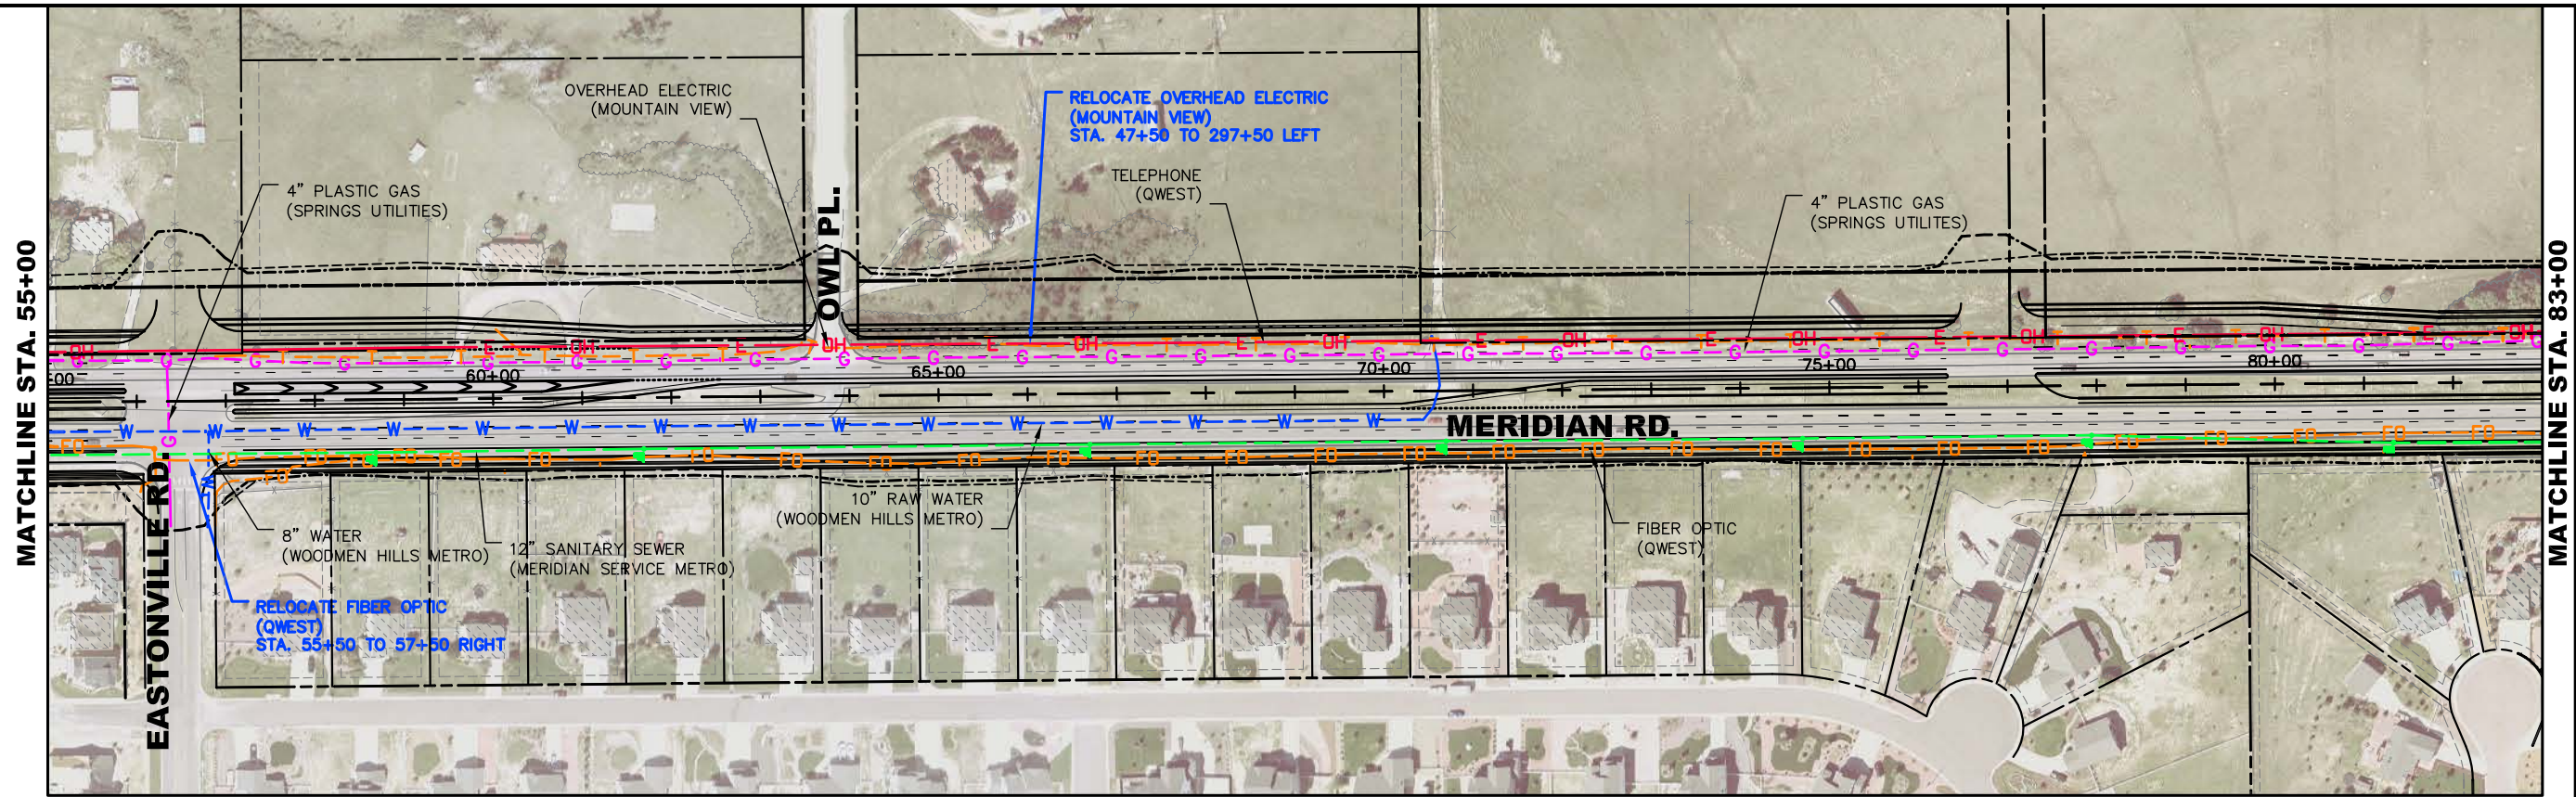 MATCHLINE STA. 55+00
OVERHEAD ELECTRIC
(MOUNTAIN VIEW)
RELOCATE OVERHEAD ELECTRIC
(MOUNTAIN VIEW)
STA. 47+50 TO 297+50 LEFT
TELEPHONE
(QWEST)
4" PLASTIC GAS
(SPRINGS UTILITIES)
4" PLASTIC GAS
(SPRINGS UTILITES)
OWL PL.
60+00
65+00
70+00
75+00
80+00
MERIDIAN RD.
EASTONVILLE RD.
10" RAW WATER
(WOODMEN HILLS METRO)
8" WATER
(WOODMEN HILLS METRO)
12" SANITARY SEWER
(MERIDIAN SERVICE METRO)
FIBER OPTIC
(QWEST)
RELOCATE FIBER OPTIC
(QWEST)
STA. 55+50 TO 57+50 RIGHT
MATCHLINE STA. 83+00